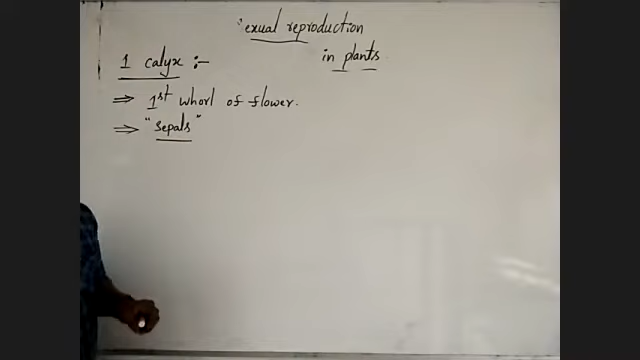 exual reproduction
in plants
1 calyx :-
⇒ 1st whorl of flower.
⇒ "sepals"